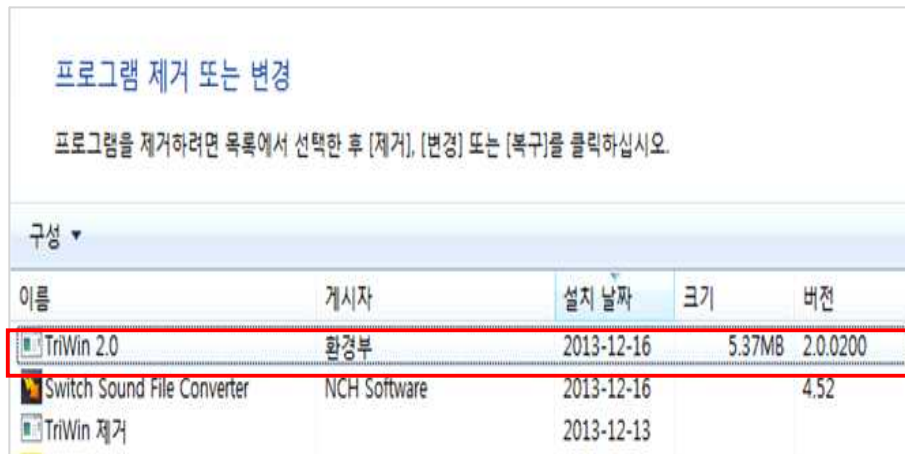 프로그램 제거 또는 변경
프로그램을 제거하려면 목록에서 선택한 후 [제거], [변경] 또는 [복구]를 클릭하십시오.
구성
이름 게시자 설치 날짜 크기 버전
TriWin 2.0 환경부 2013-12-16 5.37MB 2.0.0200
Switch Sound File Converter NCH Software 2013-12-16 4.52
TriWin 제거 2013-12-13